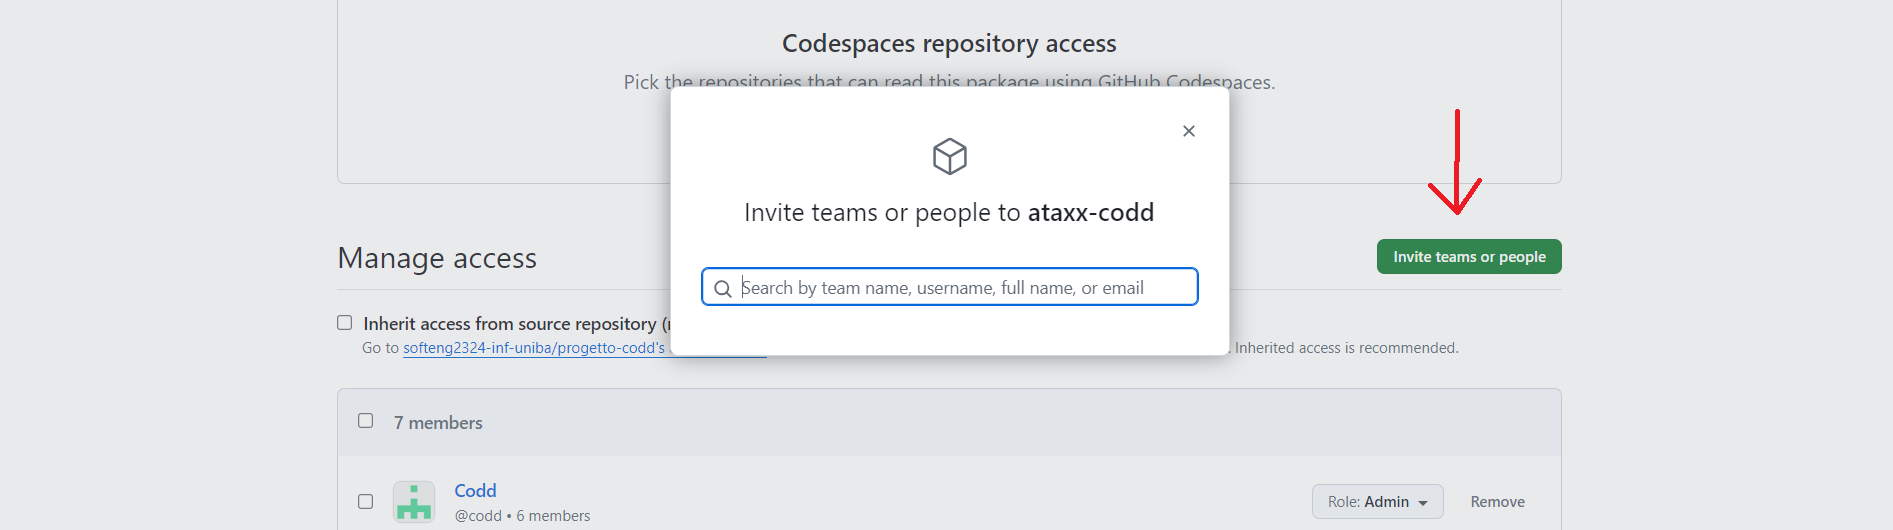 Codespaces repository access
Pick the repositories that can read this package using GitHub Codespaces.
Invite teams or people to ataxx-codd
Search by team name, username, full name, or email
Manage access
Invite teams or people
Inherit access from source repository (
Go to softeng2324-inf-uniba/progetto-codd's
. Inherited access is recommended.
7 members
Codd
@codd • 6 members
Role: Admin
Remove